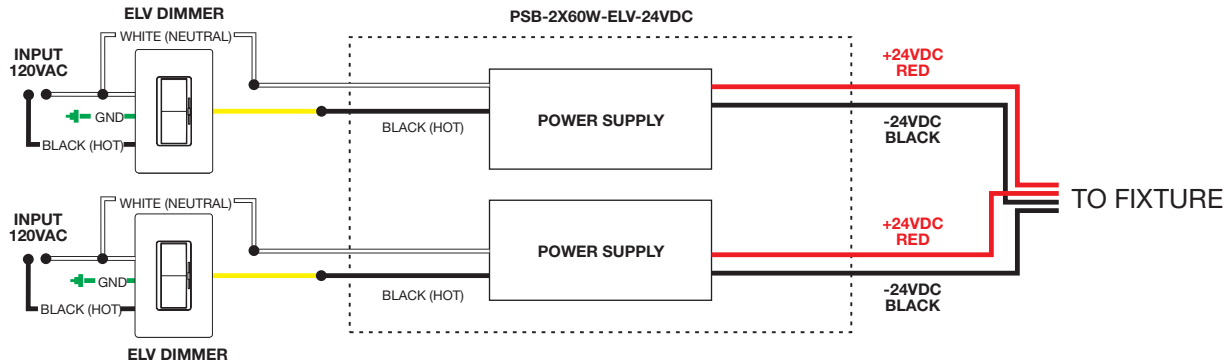 ELV DIMMER
PSB-2X60W-ELV-24VDC
WHITE (NEUTRAL)
INPUT
120VAC
GND
BLACK (HOT)
BLACK (HOT)
POWER SUPPLY
+24VDC
RED
-24VDC
BLACK
TO FIXTURE
WHITE (NEUTRAL)
INPUT
120VAC
GND
BLACK (HOT)
BLACK (HOT)
POWER SUPPLY
+24VDC
RED
-24VDC
BLACK
ELV DIMMER